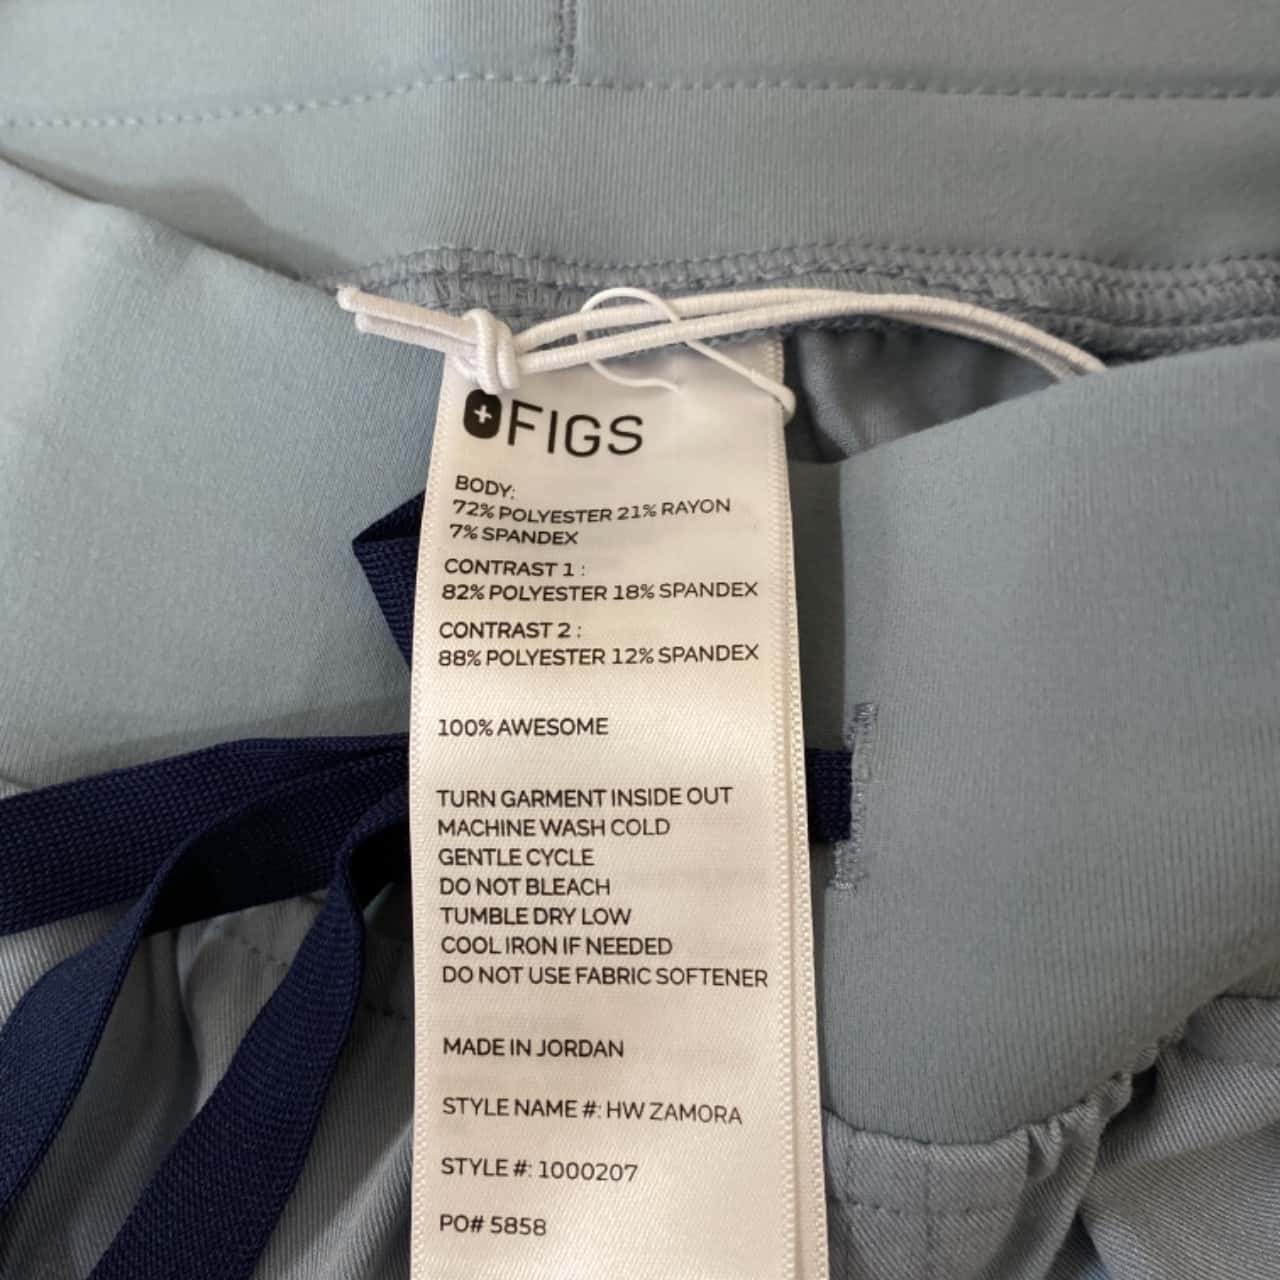 FIGS
BODY:
72% POLYESTER 21% RAYON
7% SPANDEX
CONTRAST 1 :
82% POLYESTER 18% SPANDEX
CONTRAST 2 :
88% POLYESTER 12% SPANDEX
100% AWESOME
TURN GARMENT INSIDE OUT
MACHINE WASH COLD
GENTLE CYCLE
DO NOT BLEACH
TUMBLE DRY LOW
COOL IRON IF NEEDED
DO NOT USE FABRIC SOFTENER
MADE IN JORDAN
STYLE NAME #: HW ZAMORA
STYLE #: 1000207
PO# 5858